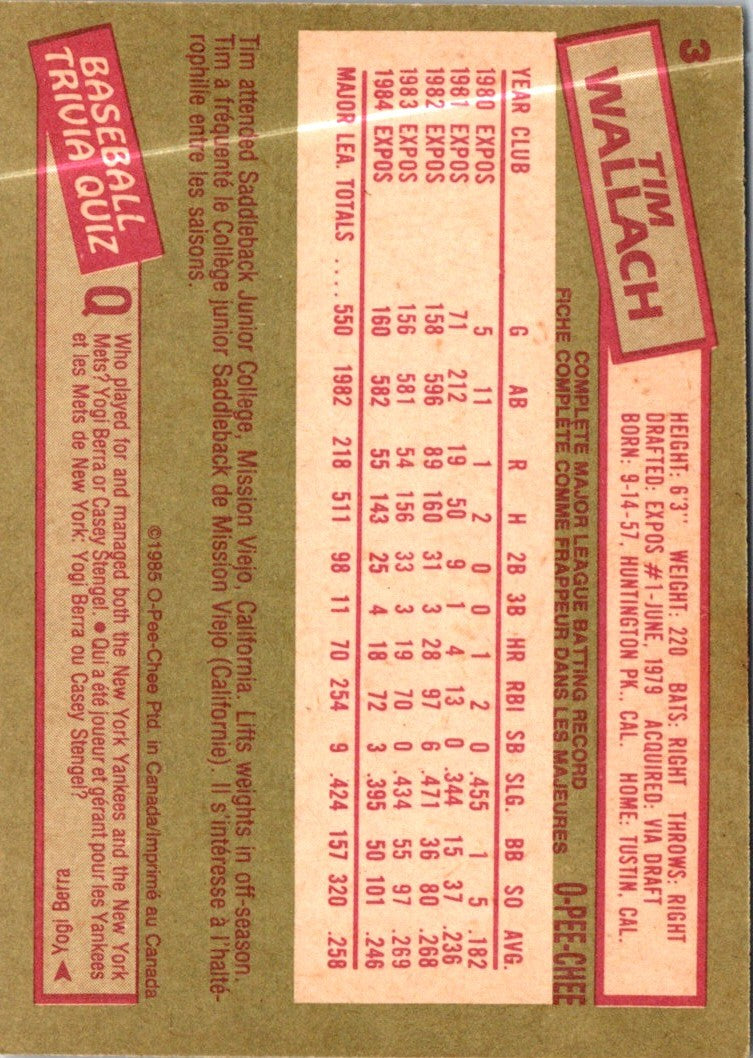 3
TIM
WALLACH
HEIGHT: 6'3" WEIGHT: 220 BATS: RIGHT THROWS: RIGHT
DRAFTED: EXPOS #1-JUNE, 1979 ACQUIRED: VIA DRAFT
BORN: 9-14-57, HUNTINGTON PK., CAL. HOME: TUSTIN, CAL.
COMPLETE MAJOR LEAGUE BATTING RECORD
FICHE COMPLÈTE COMME FRAPPEUR DANS LES MAJEURES
O-PEE-CHEE
YEAR CLUB G AB R H 2B 3B HR RBI SB SLG. BB SO AVG.
1980 EXPOS 5 11 1 2 0 0 1 2 0 .455 1 5 .182
1981 EXPOS 71 212 19 50 9 1 4 13 0 .344 15 37 .236
1982 EXPOS 158 596 89 160 31 3 28 97 6 .471 36 80 .268
1983 EXPOS 156 581 54 156 33 3 19 70 0 .434 55 97 .269
1984 EXPOS 160 582 55 143 25 4 18 72 3 .395 50 101 .246
MAJOR LEA. TOTALS .... 550 1982 218 511 98 11 70 254 9 .424 157 320 .258
Tim attended Saddleback Junior College, Mission Viejo, California. Lifts weights in off-season.
Tim a fréquenté le Collège junior Saddleback de Mission Viejo (Californie). Il s'intéresse à l'halté-
rophilie entre les saisons.
©1985 O-Pee-Chee Ptd. in Canada/Imprimé au Canada
BASEBALL
TRIVIA QUIZ
Q
Who played for and managed both the New York Yankees and the New York
Mets? Yogi Berra or Casey Stengel. • Qui a été joueur et gérant pour les Yankees
et les Mets de New York: Yogi Berra ou Casey Stengel?
Yogi Berra